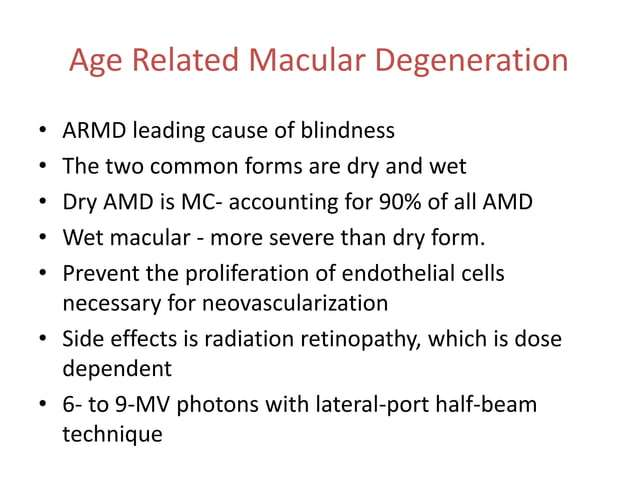 Age Related Macular Degeneration
• ARMD leading cause of blindness
• The two common forms are dry and wet
• Dry AMD is MC- accounting for 90% of all AMD
• Wet macular - more severe than dry form.
• Prevent the proliferation of endothelial cells
necessary for neovascularization
• Side effects is radiation retinopathy, which is dose
dependent
• 6- to 9-MV photons with lateral-port half-beam
technique